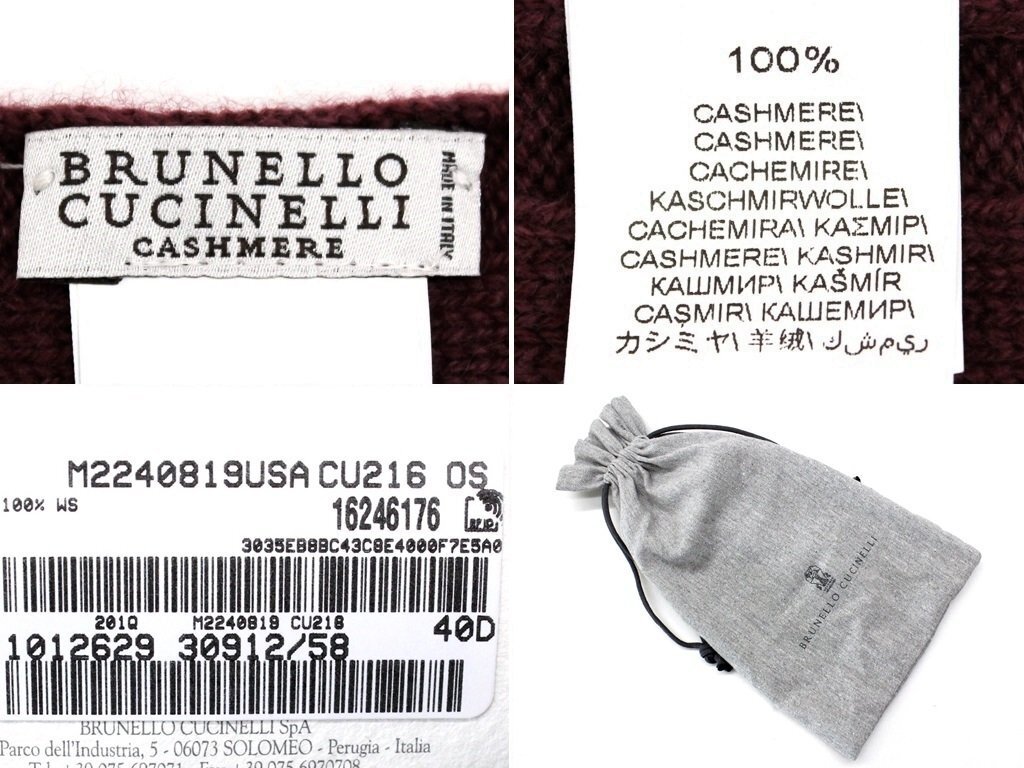 BRUNELLO
CUCINELLI
CASHMERE
MADE IN ITALY
100%
CASHMERE\
CASHMERE\
CACHEMIRE\
KASCHMIRWOLLE\
CACHEMIRA\ ΚΑΣΜΙΡ\
CASHMERE\ KASHMIR\
КАШМИР\ KAŠMÍR
CAȘMIR\ КАШЕМИР\
カシミヤ\ 羊绒\ كشمير
M2240819USA CU216 OS
100% WS
16246176
3035EB8BC43C8E4000F7E5A0
201Q M2240819 CU216
1012629 30912/58 40D
BRUNELLO CUCINELLI SpA
Parco dell'Industria, 5 - 06073 SOLOMEO - Perugia - Italia
BRUNELLO CUCINELLI